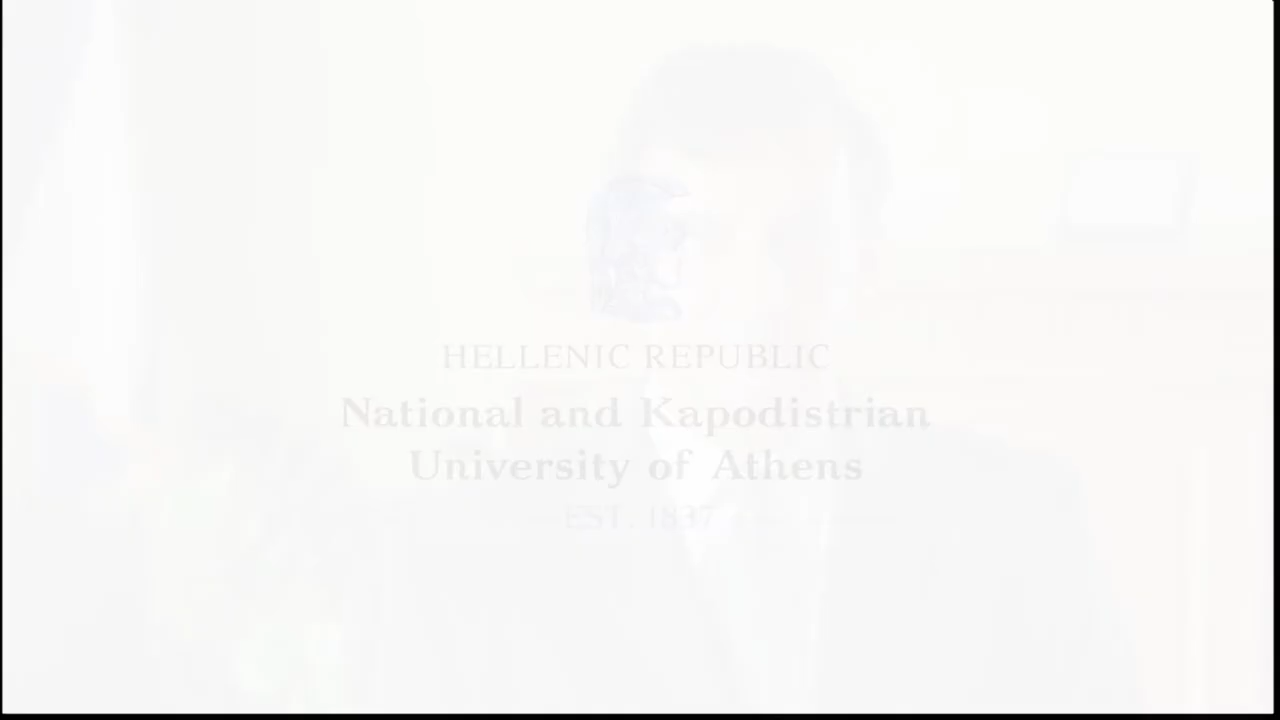 HELLENIC REPUBLIC
National and Kapodistrian
University of Athens
EST. 1837